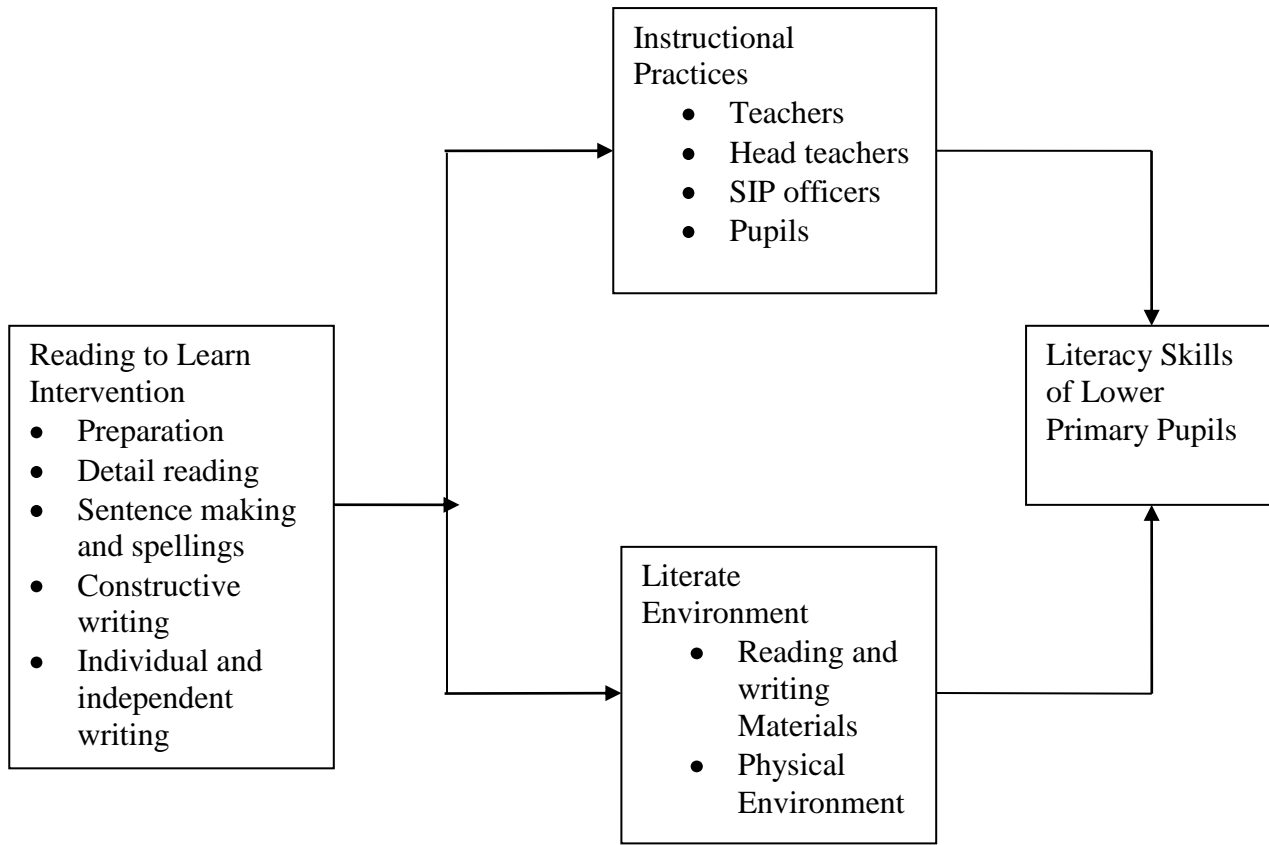 Instructional
Practices
● Teachers
● Head teachers
● SIP officers
● Pupils
Reading to Learn
Intervention
● Preparation
● Detail reading
● Sentence making
and spellings
● Constructive
writing
● Individual and
independent
writing
Literacy Skills
of Lower
Primary Pupils
Literate
Environment
● Reading and
writing
Materials
● Physical
Environment